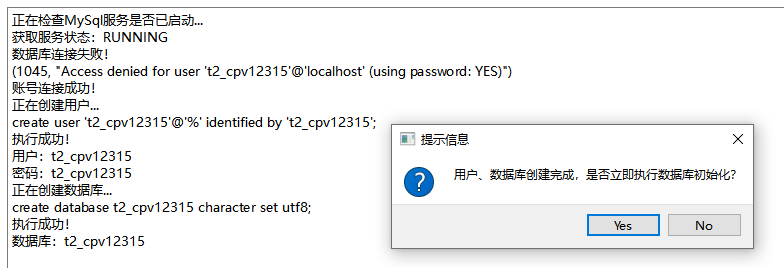 正在检查MySql服务是否已启动...
获取服务状态：RUNNING
数据库连接失败！
(1045, "Access denied for user 't2_cpv12315'@'localhost' (using password: YES)")
账号连接成功！
正在创建用户...
create user 't2_cpv12315'@'%' identified by 't2_cpv12315';
执行成功！
用户：t2_cpv12315
密码：t2_cpv12315
正在创建数据库...
create database t2_cpv12315 character set utf8;
执行成功！
数据库：t2_cpv12315
提示信息
用户、数据库创建完成，是否立即执行数据库初始化？
Yes
No